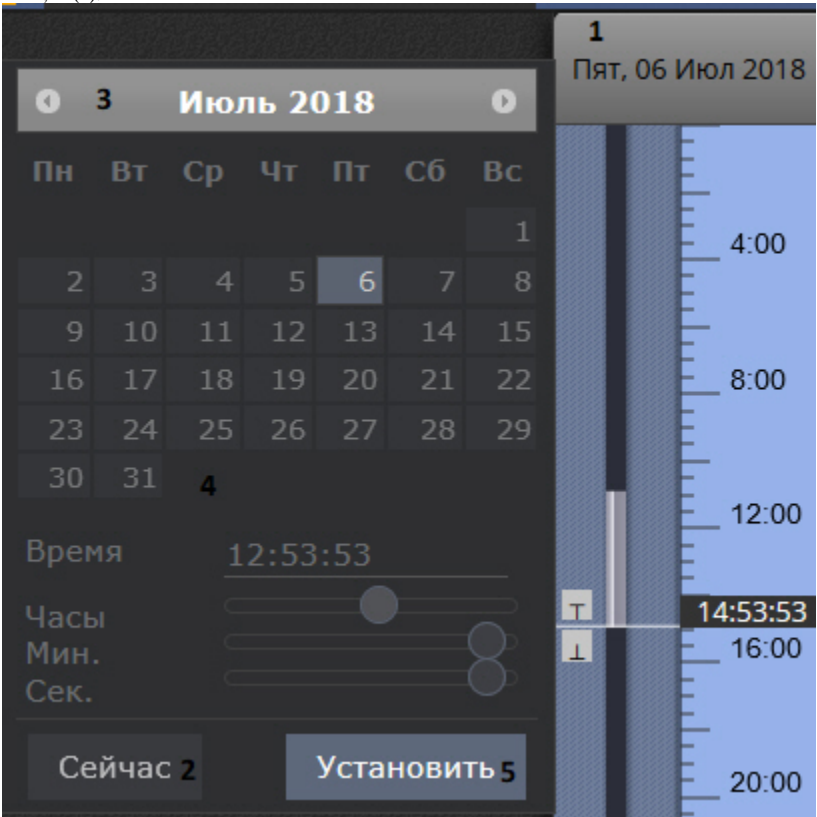 1
Пят, 06 Июл 2018
3 Июль 2018
Пн Вт Ср Чт Пт Сб Вс
1
2 3 4 5 6 7 8
9 10 11 12 13 14 15
16 17 18 19 20 21 22
23 24 25 26 27 28 29
30 31 4
Время 12:53:53
Часы
Мин.
Сек.
Сейчас 2 Установить 5
4:00
8:00
12:00
14:53:53
16:00
20:00